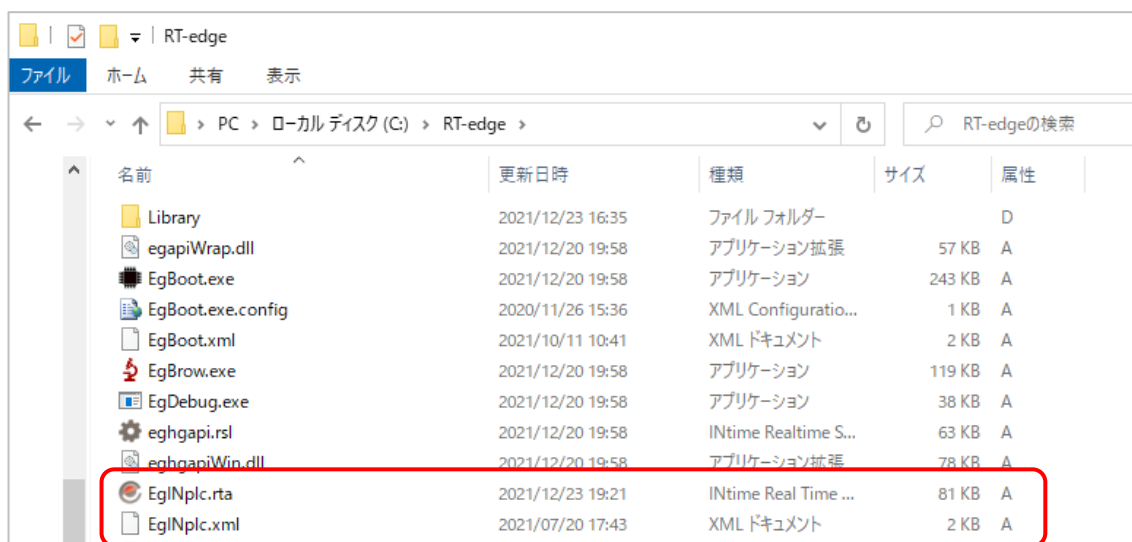 RT-edge
ファイル ホーム 共有 表示
PC > ローカル ディスク (C:) > RT-edge > RT-edgeの検索
名前 更新日時 種類 サイズ 属性
Library 2021/12/23 16:35 ファイル フォルダー D
egapiWrap.dll 2021/12/20 19:58 アプリケーション拡張 57 KB A
EgBoot.exe 2021/12/20 19:58 アプリケーション 243 KB A
EgBoot.exe.config 2020/11/26 15:36 XML Configuratio... 1 KB A
EgBoot.xml 2021/10/11 10:41 XML ドキュメント 2 KB A
EgBrow.exe 2021/12/20 19:58 アプリケーション 119 KB A
EgDebug.exe 2021/12/20 19:58 アプリケーション 38 KB A
eghgapi.rsl 2021/12/20 19:58 INtime Realtime S... 63 KB A
eghgapiWin.dll 2021/12/20 19:58 アプリケーション拡張 78 KB A
EgINplc.rta 2021/12/23 19:21 INtime Real Time ... 81 KB A
EgINplc.xml 2021/07/20 17:43 XML ドキュメント 2 KB A